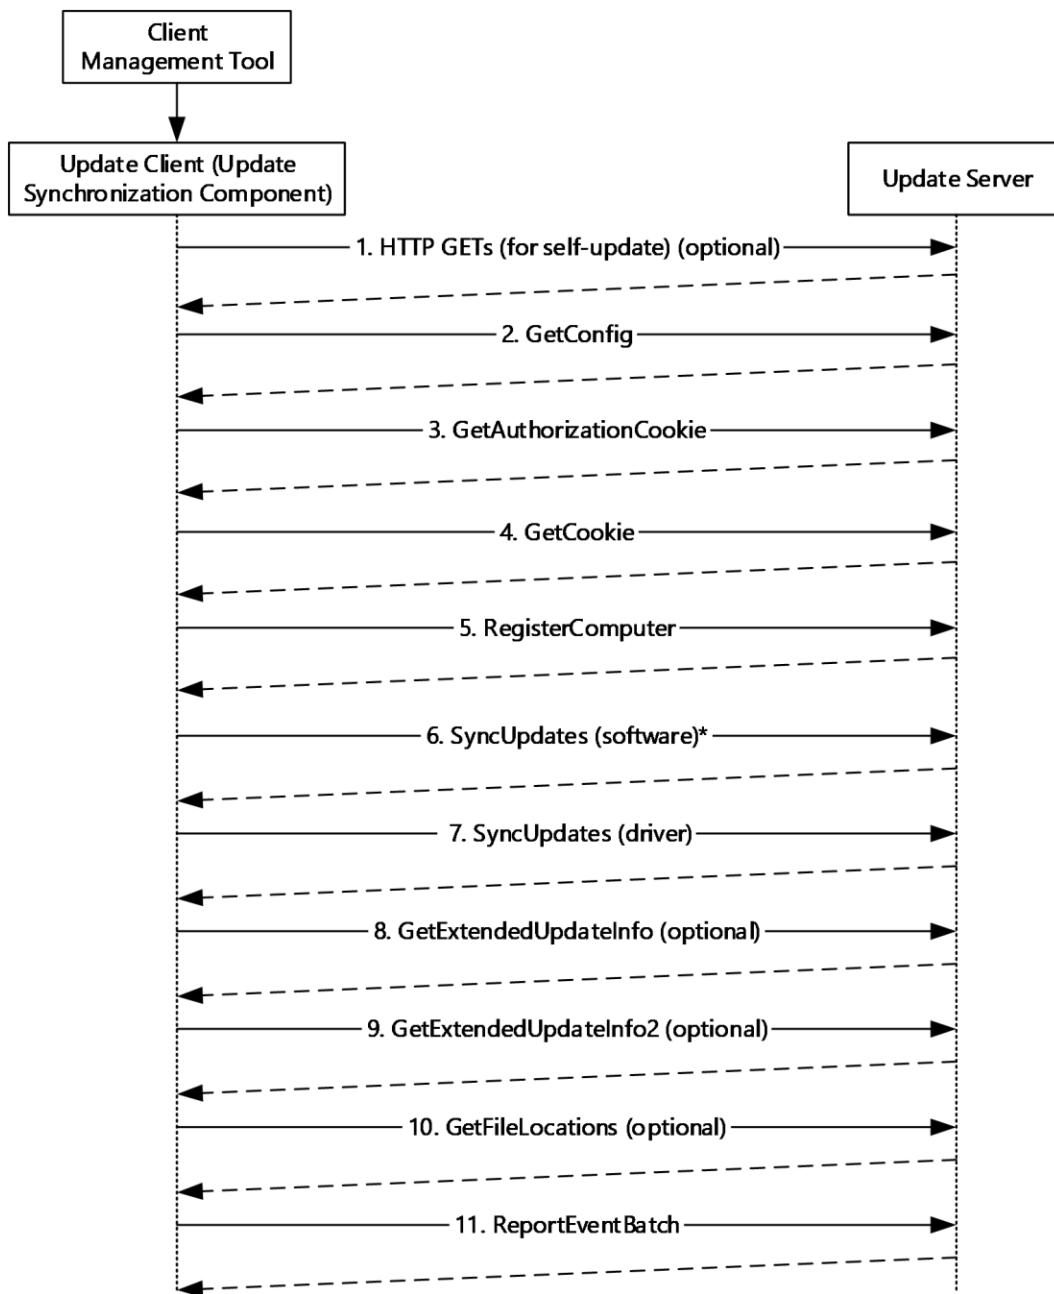 Client
Management Tool
Update Client (Update
Synchronization Component)
Update Server
1. HTTP GETs (for self-update) (optional)
2. GetConfig
3. GetAuthorizationCookie
4. GetCookie
5. RegisterComputer
6. SyncUpdates (software)*
7. SyncUpdates (driver)
8. GetExtendedUpdateInfo (optional)
9. GetExtendedUpdateInfo2 (optional)
10. GetFileLocations (optional)
11. ReportEventBatch